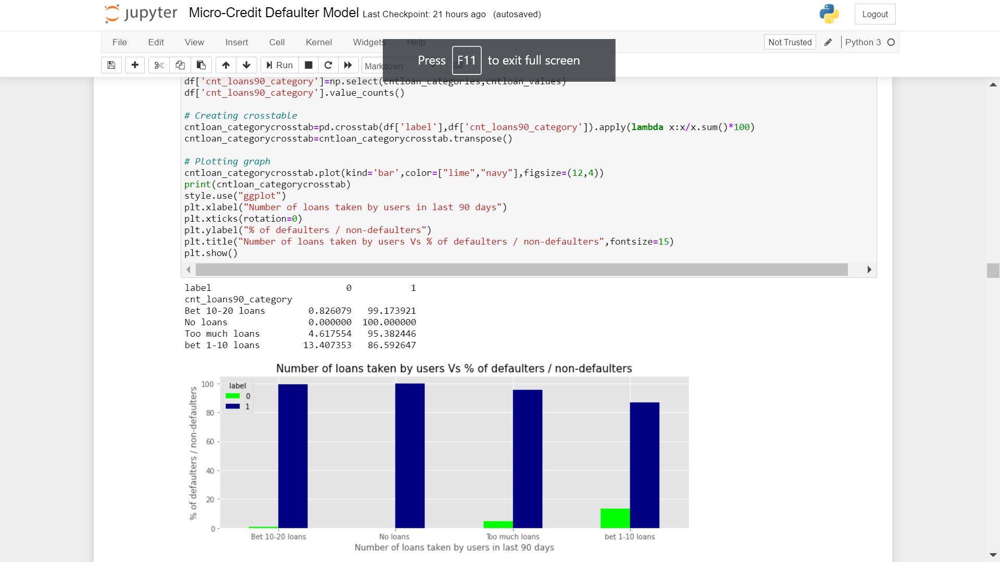 jupyter Micro-Credit Defaulter Model Last Checkpoint: 21 hours ago (autosaved)
Logout
File Edit View Insert Cell Kernel Widgets Help
Not Trusted
Python 3
Run
Markdown
Press F11 to exit full screen
df['cnt_loans90_category']=np.select(cntloan_categories,cntloan_values)
df['cnt_loans90_category'].value_counts()
# Creating crosstable
cntloan_categorycrosstab=pd.crosstab(df['label'],df['cnt_loans90_category']).apply(lambda x:x/x.sum()*100)
cntloan_categorycrosstab=cntloan_categorycrosstab.transpose()
# Plotting graph
cntloan_categorycrosstab.plot(kind='bar',color=["lime","navy"],figsize=(12,4))
print(cntloan_categorycrosstab)
style.use("ggplot")
plt.xlabel("Number of loans taken by users in last 90 days")
plt.xticks(rotation=0)
plt.ylabel("% of defaulters / non-defaulters")
plt.title("Number of loans taken by users Vs % of defaulters / non-defaulters",fontsize=15)
plt.show()
label 0 1
cnt_loans90_category
Bet 10-20 loans 0.826079 99.173921
No loans 0.000000 100.000000
Too much loans 4.617554 95.382446
bet 1-10 loans 13.407353 86.592647
Number of loans taken by users Vs % of defaulters / non-defaulters
% of defaulters / non-defaulters
100
80
60
40
20
0
label
0
1
Bet 10-20 loans No loans Too much loans bet 1-10 loans
Number of loans taken by users in last 90 days